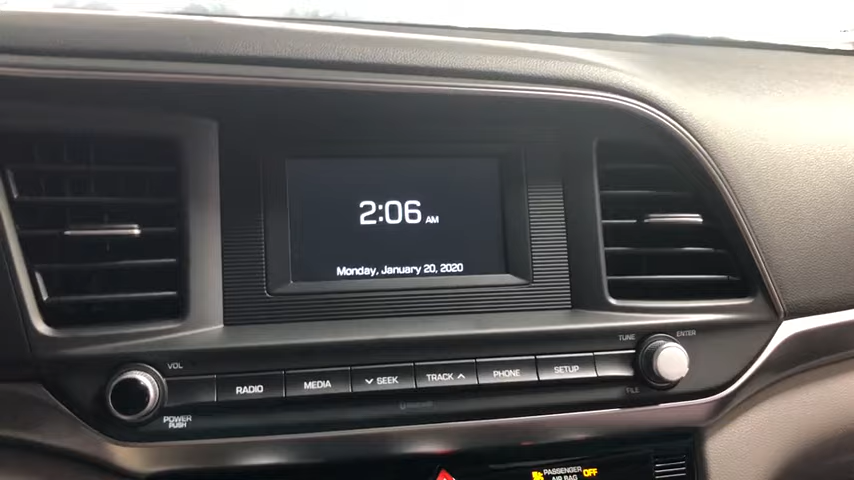 2:06 AM
Monday, January 20, 2020
VOL
TUNE
ENTER
RADIO
MEDIA
SEEK
TRACK
PHONE
SETUP
FILE
POWER
PUSH
PASSENGER
AIR BAG
OFF